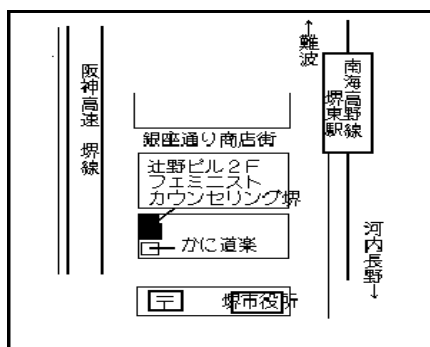 ↑難波
南海高野線
堺東駅
阪神高速 堺線
銀座通り商店街
辻野ビル2F
フェミニスト
カウンセリング堺
かに道楽
河内長野↓
〒
堺市役所